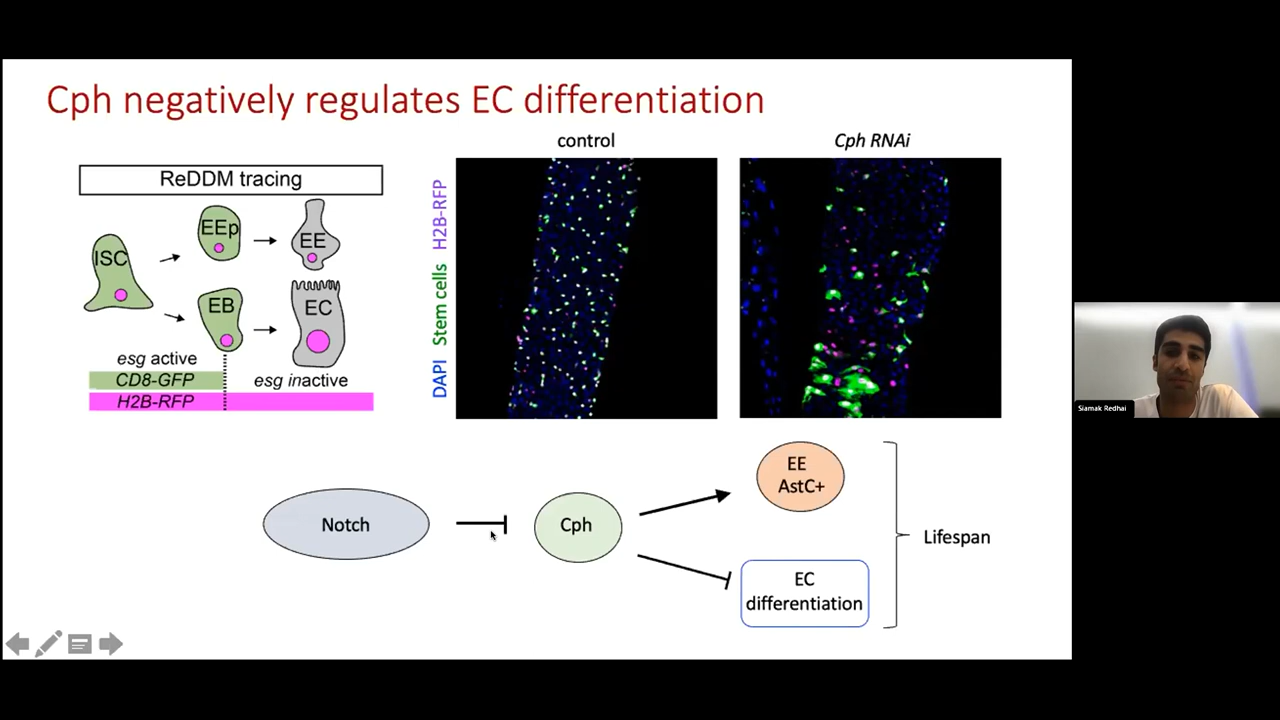 Cph negatively regulates EC differentiation
ReDDM tracing
ISC
EEp
EE
EB
EC
esg active
esg inactive
CD8-GFP
H2B-RFP
DAPI Stem cells H2B-RFP
control
Cph RNAi
Notch
Cph
EE
AstC+
EC
differentiation
Lifespan
Siamak Redhai